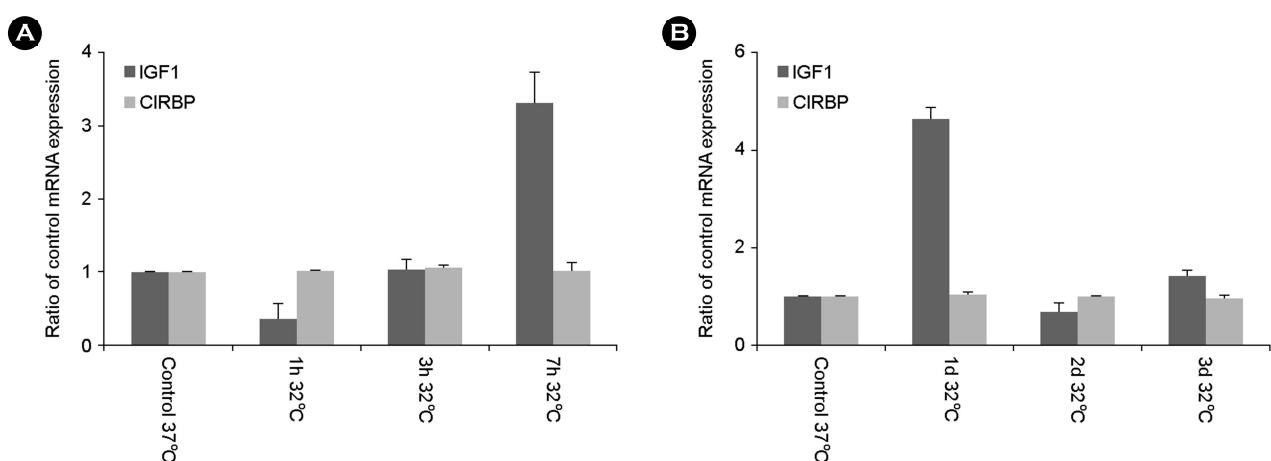 A
Ratio of control mRNA expression
4
3
2
1
0
IGF1
CIRBP
Control 37°C
1h 32°C
3h 32°C
7h 32°C
B
Ratio of control mRNA expression
6
4
2
0
IGF1
CIRBP
Control 37°C
1d 32°C
2d 32°C
3d 32°C